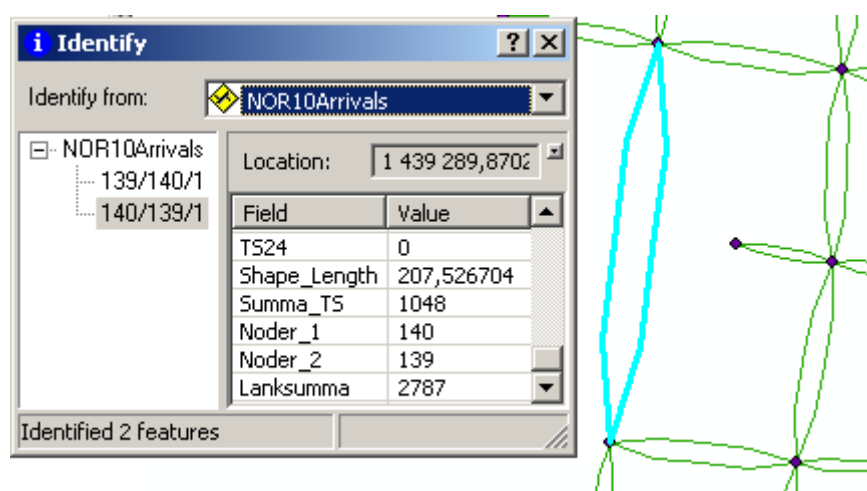 Identify
Identify from: NOR10Arrivals
NOR10Arrivals
139/140/1
140/139/1
Location: 1 439 289,8702
Field Value
TS24 0
Shape_Length 207,526704
Summa_TS 1048
Noder_1 140
Noder_2 139
Lanksumma 2787
Identified 2 features